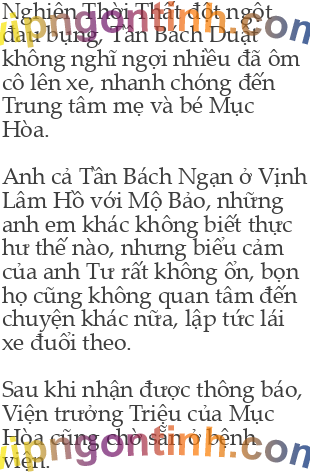 Nghiên Thời Thất đột ngột
đau bụng, Tần Bách Duật
không nghĩ ngợi nhiều đã ôm
cô lên xe, nhanh chóng đến
Trung tâm mẹ và bé Mục
Hòa.
Anh cả Tần Bách Ngạn ở Vịnh
Lâm Hồ với Mộ Bảo, những
anh em khác không biết thực
hư thế nào, nhưng biểu cảm
của anh Tư rất không ổn, bọn
họ cũng không quan tâm đến
chuyện khác nữa, lập tức lái
xe đuổi theo.
Sau khi nhận được thông báo,
Viện trưởng Triệu của Mục
Hòa cũng chờ sẵn ở bệnh
viện.
vipngontinh.com
vipngontinh.com